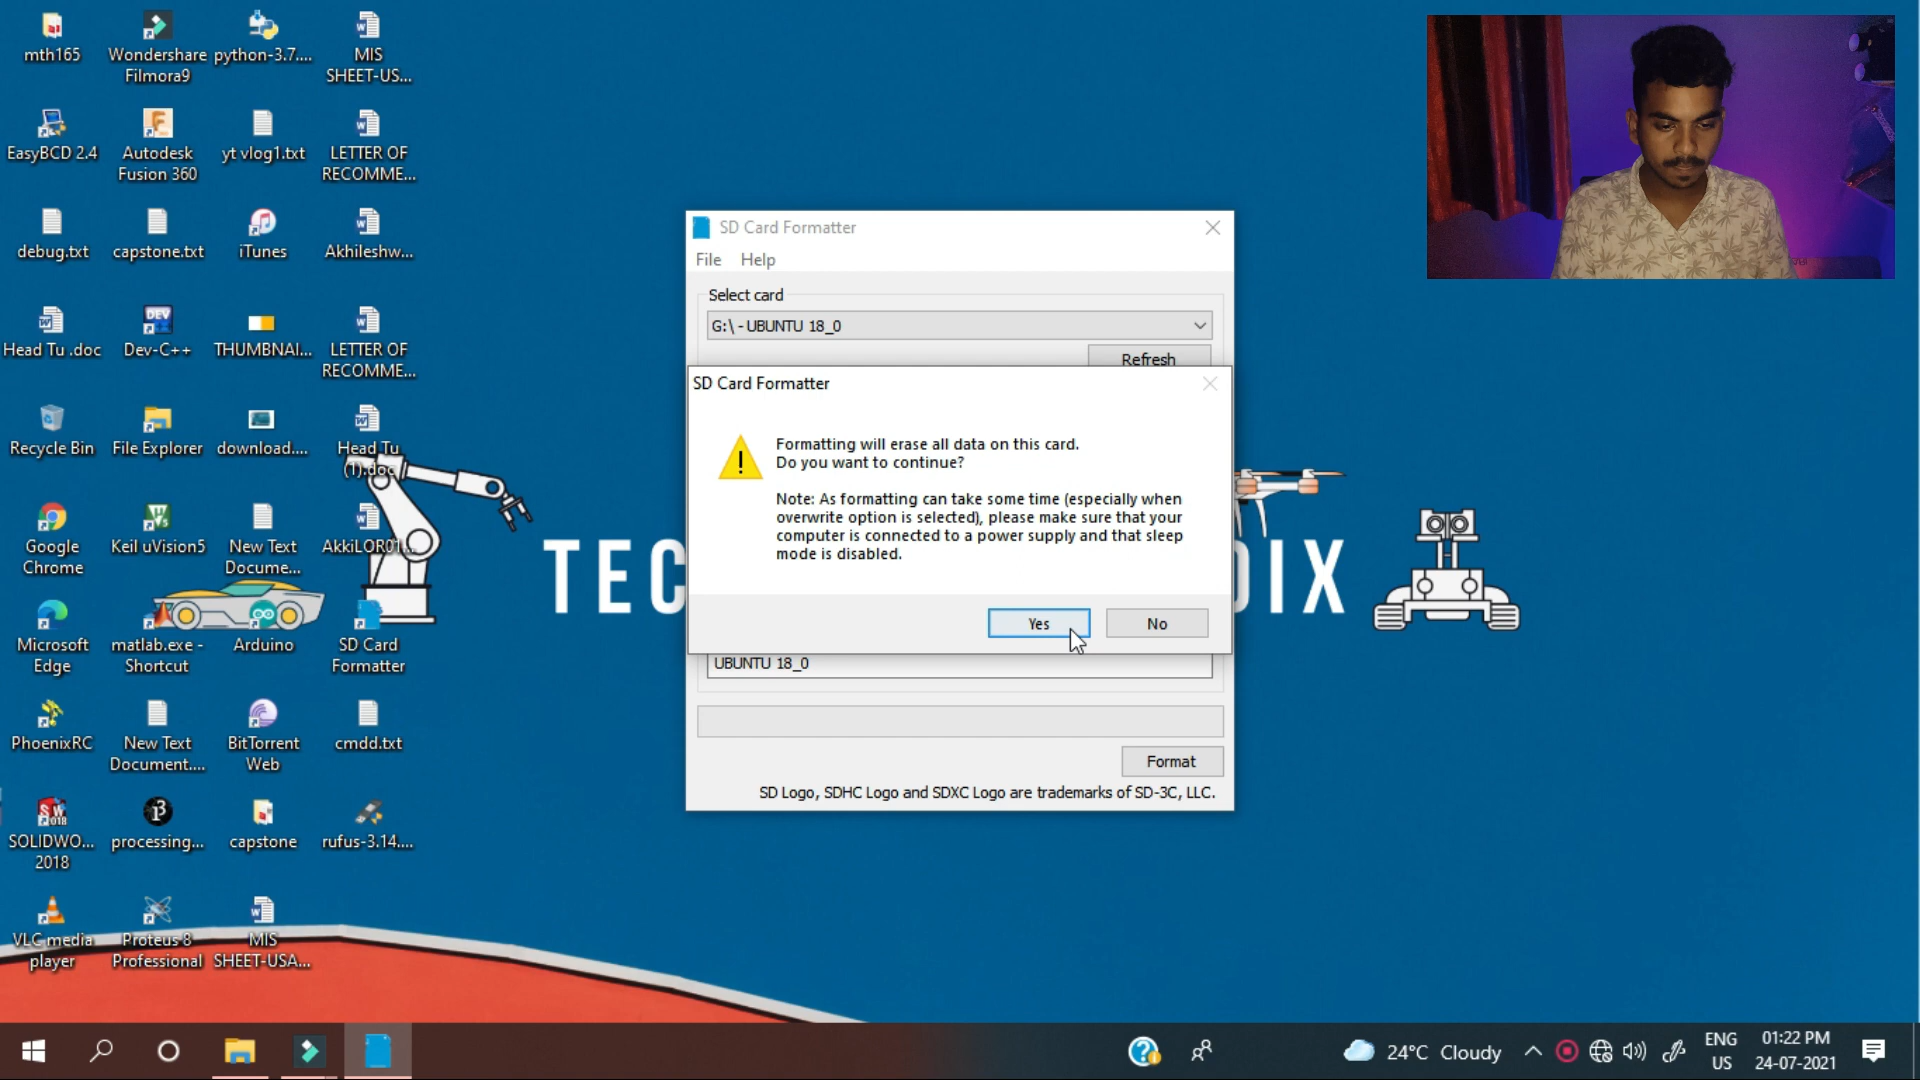 mth165
Wondershare
Filmora9
python-3.7....
MIS
SHEET-US...
EasyBCD 2.4
Autodesk
Fusion 360
yt vlog1.txt
LETTER OF
RECOMME...
debug.txt
capstone.txt
iTunes
Akhileshw...
Head Tu .doc
Dev-C++
THUMBNAI...
LETTER OF
RECOMME...
Recycle Bin
File Explorer
download....
Head Tu
(1).doc
Google
Chrome
Keil uVision5
New Text
Docume...
AkkiLOR01...
Microsoft
Edge
matlab.exe -
Shortcut
Arduino
SD Card
Formatter
PhoenixRC
New Text
Document....
BitTorrent
Web
cmdd.txt
SOLIDWO...
2018
processing...
capstone
rufus-3.14....
VLC media
player
Proteus 8
Professional
MIS
SHEET-USA...
TEC
DIX
SD Card Formatter
File Help
Select card
G:\ - UBUNTU 18_0
Refresh
SD Card Formatter
Formatting will erase all data on this card.
Do you want to continue?
Note: As formatting can take some time (especially when
overwrite option is selected), please make sure that your
computer is connected to a power supply and that sleep
mode is disabled.
Yes
No
UBUNTU 18_0
Format
SD Logo, SDHC Logo and SDXC Logo are trademarks of SD-3C, LLC.
24°C Cloudy
ENG
US
01:22 PM
24-07-2021